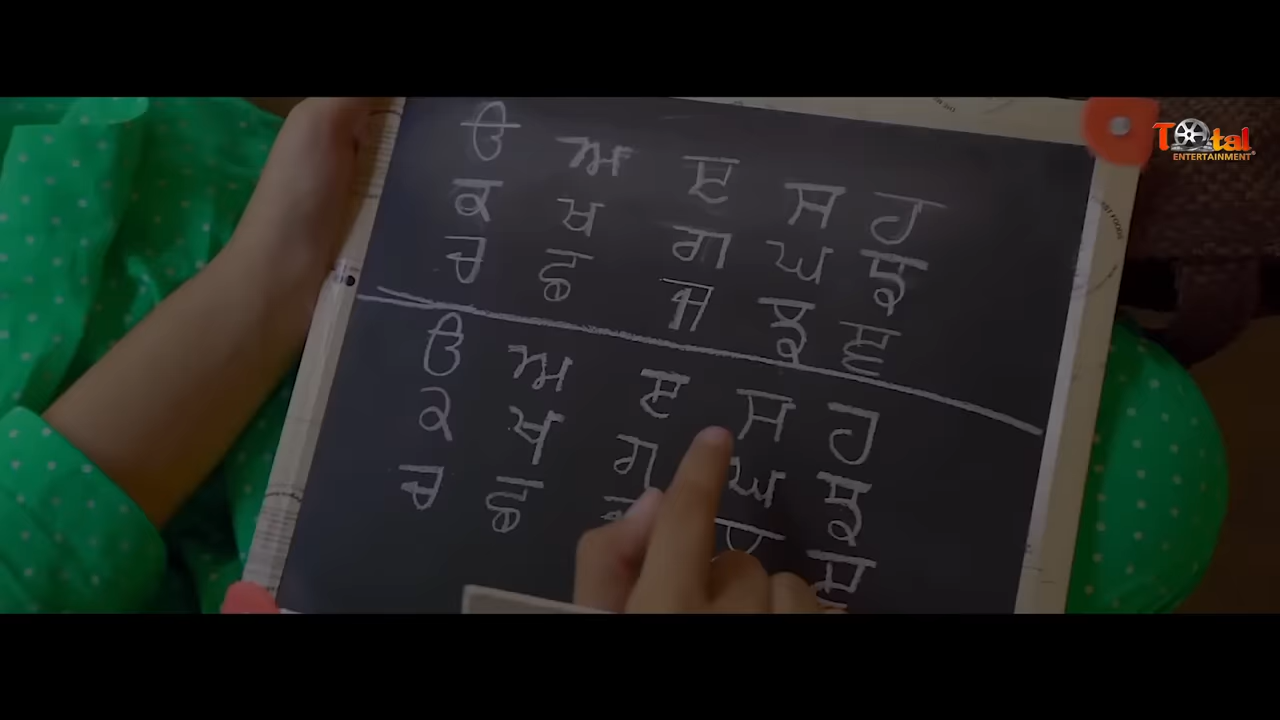 Total
ENTERTAINMENT
ੳ ਅ ੲ ਸ ਹ
ਕ ਖ ਗ ਘ ਙ
ਚ ਛ ਜ ਝ ਞ
ੳ ਅ ੲ ਸ ਹ
ਕ ਖ ਗ ਘ ਙ
ਚ ਛ